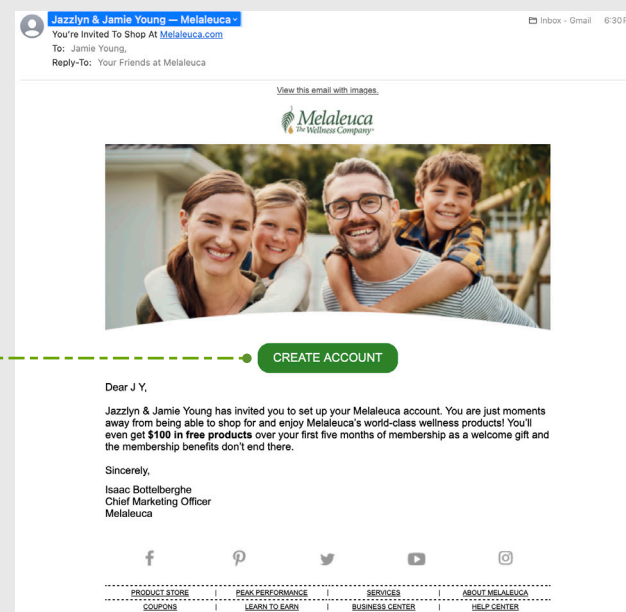 Jazzlyn & Jamie Young — Melaleuca
Inbox - Gmail 6:30
You're Invited To Shop At Melaleuca.com
To: Jamie Young,
Reply-To: Your Friends at Melaleuca
View this email with images.
Melaleuca
The Wellness Company
CREATE ACCOUNT
Dear J Y,
Jazzlyn & Jamie Young has invited you to set up your Melaleuca account. You are just moments
away from being able to shop for and enjoy Melaleuca's world-class wellness products! You'll
even get $100 in free products over your first five months of membership as a welcome gift and
the membership benefits don't end there.
Sincerely,
Isaac Bottelberghe
Chief Marketing Officer
Melaleuca
PRODUCT STORE | PEAK PERFORMANCE | SERVICES | ABOUT MELALEUCA
COUPONS | LEARN TO EARN | BUSINESS CENTER | HELP CENTER